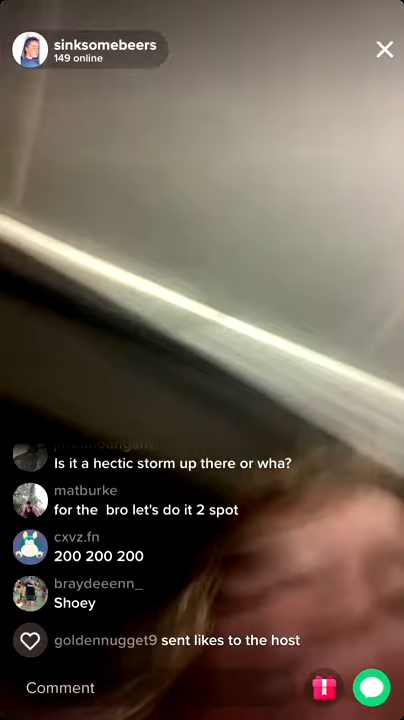 sinksomebeers
149 online
Is it a hectic storm up there or wha?
matburke
for the  bro let's do it 2 spot
cxvz.fn
200 200 200
braydeeenn_
Shoey
goldennugget9 sent likes to the host
Comment